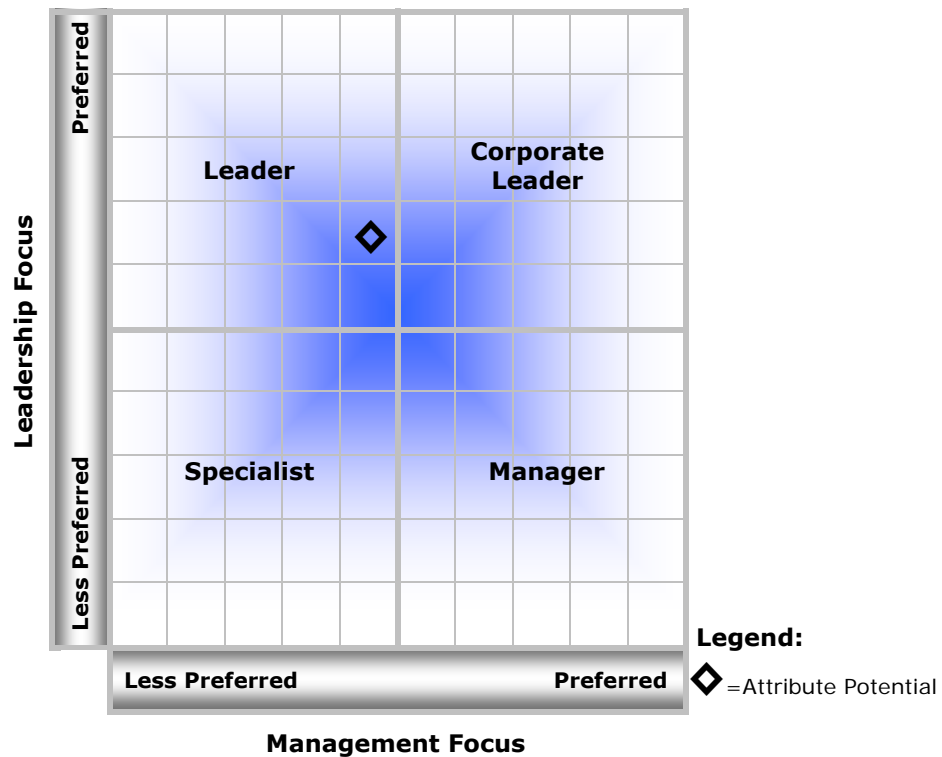 Preferred
Leader
Corporate
Leader
Leadership Focus
Specialist
Manager
Less Preferred
Legend:
=Attribute Potential
Less Preferred
Preferred
Management Focus